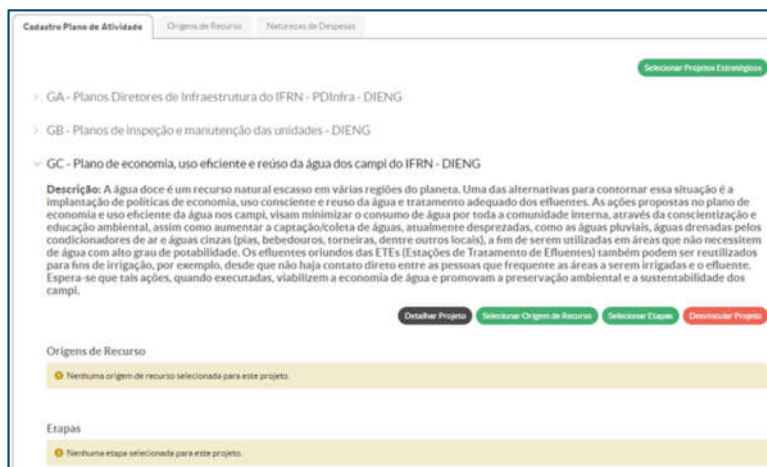 Cadastro Plano de Atividade
Origens de Recurso
Naturezas de Despesas
Selecionar Projetos Estratégicos
GA - Planos Diretores de Infraestrutura do IFRN - PDInfra - DIENG
GB - Planos de inspeção e manutenção das unidades - DIENG
GC - Plano de economia, uso eficiente e reúso da água dos campi do IFRN - DIENG
Descrição: A água doce é um recurso natural escasso em várias regiões do planeta. Uma das alternativas para contornar essa situação é a
implantação de políticas de economia, uso consciente e reuso da água e tratamento adequado dos efluentes. As ações propostas no plano de
economia e uso eficiente da água nos campi, visam minimizar o consumo de água por toda a comunidade interna, através da conscientização e
educação ambiental, assim como aumentar a captação/coleta de águas, atualmente desprezadas, como as águas pluviais, águas drenadas pelos
condicionadores de ar e águas cinzas (pias, bebedouros, torneiras, dentre outros locais), a fim de serem utilizadas em áreas que não necessitem
de água com alto grau de potabilidade. Os efluentes oriundos das ETEs (Estações de Tratamento de Efluentes) também podem ser reutilizados
para fins de irrigação, por exemplo, desde que não haja contato direto entre as pessoas que frequente as áreas a serem irrigadas e o efluente.
Espera-se que tais ações, quando executadas, viabilizem a economia de água e promovam a preservação ambiental e a sustentabilidade dos
campi.
Detalhar Projeto
Selecionar Origem de Recurso
Selecionar Etapas
Desvincular Projeto
Origens de Recurso
Nenhuma origem de recurso selecionada para este projeto.
Etapas
Nenhuma etapa selecionada para este projeto.